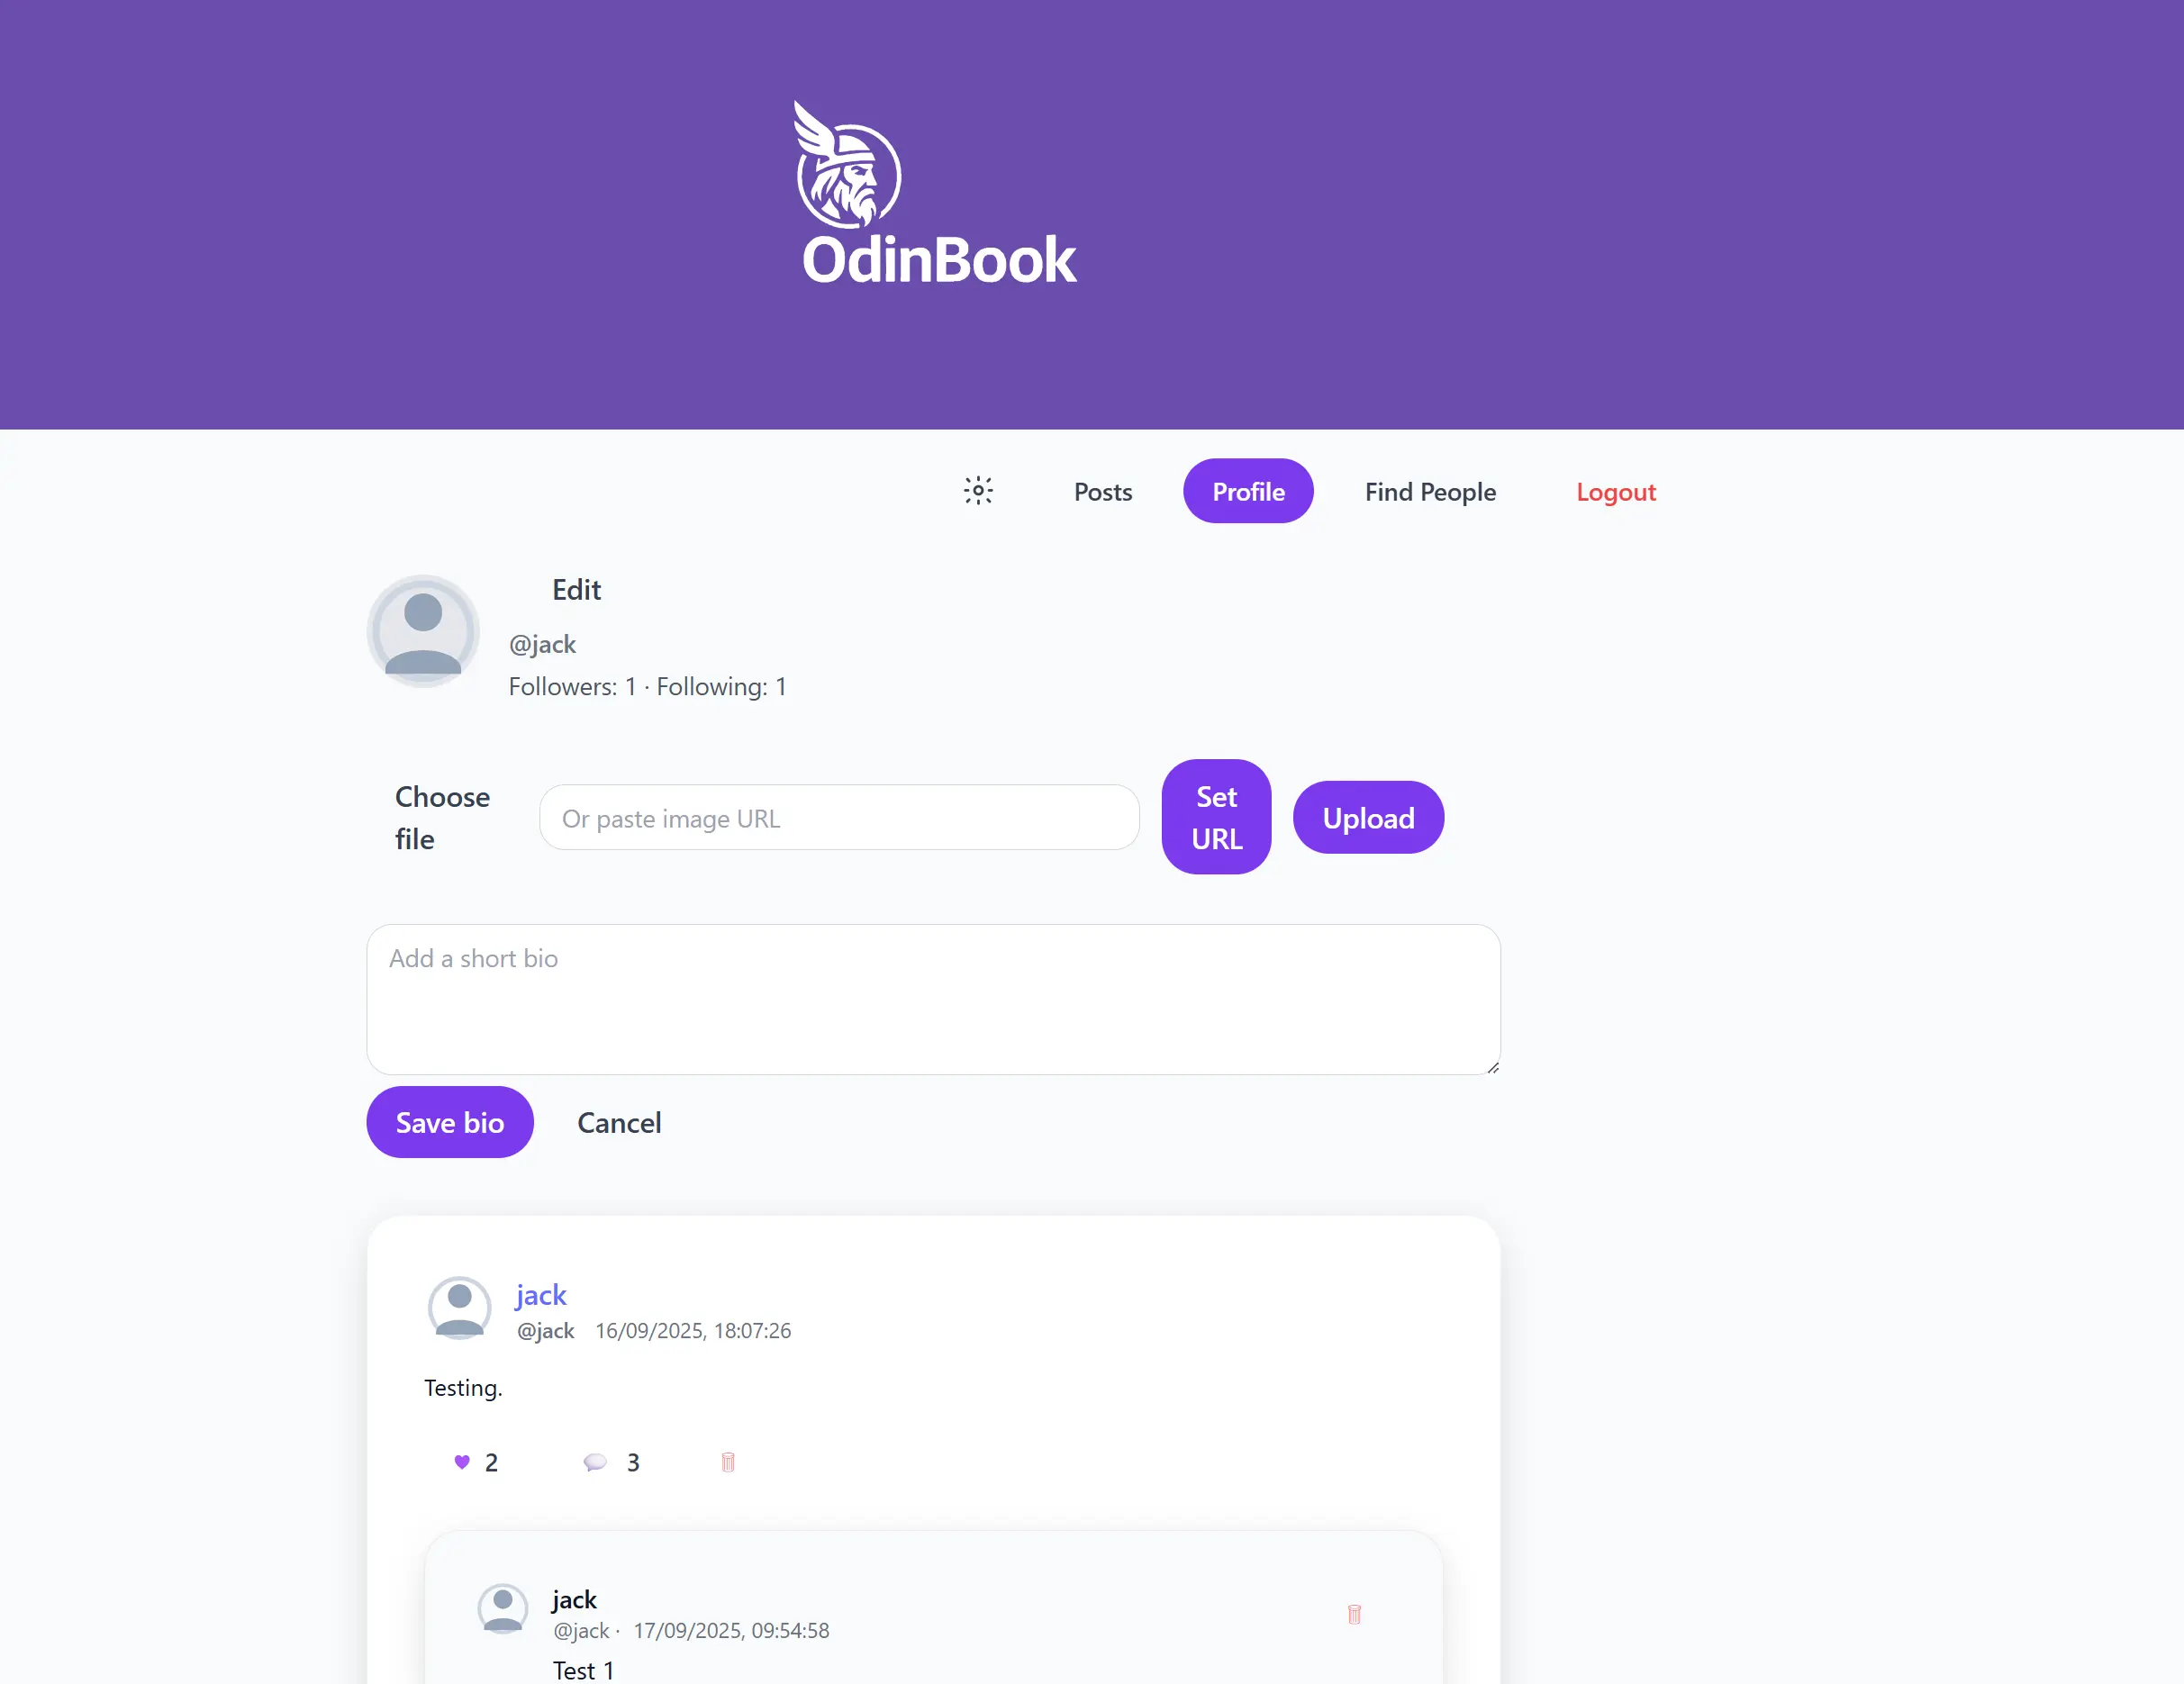 OdinBook
Posts Profile Find People Logout
Edit
@jack
Followers: 1 · Following: 1
Choose
file
Or paste image URL
Set
URL
Upload
Add a short bio
Save bio Cancel
jack
@jack 16/09/2025, 18:07:26
Testing.
2 3
jack
@jack · 17/09/2025, 09:54:58
Test 1